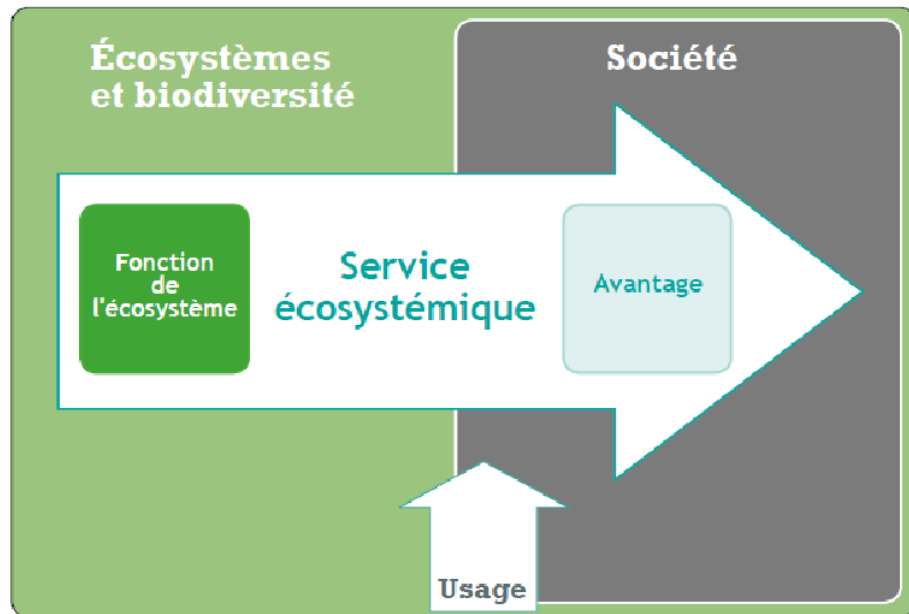 Écosystèmes
et biodiversité
Société
Fonction
de
l'écosystème
Service
écosystémique
Avantage
Usage